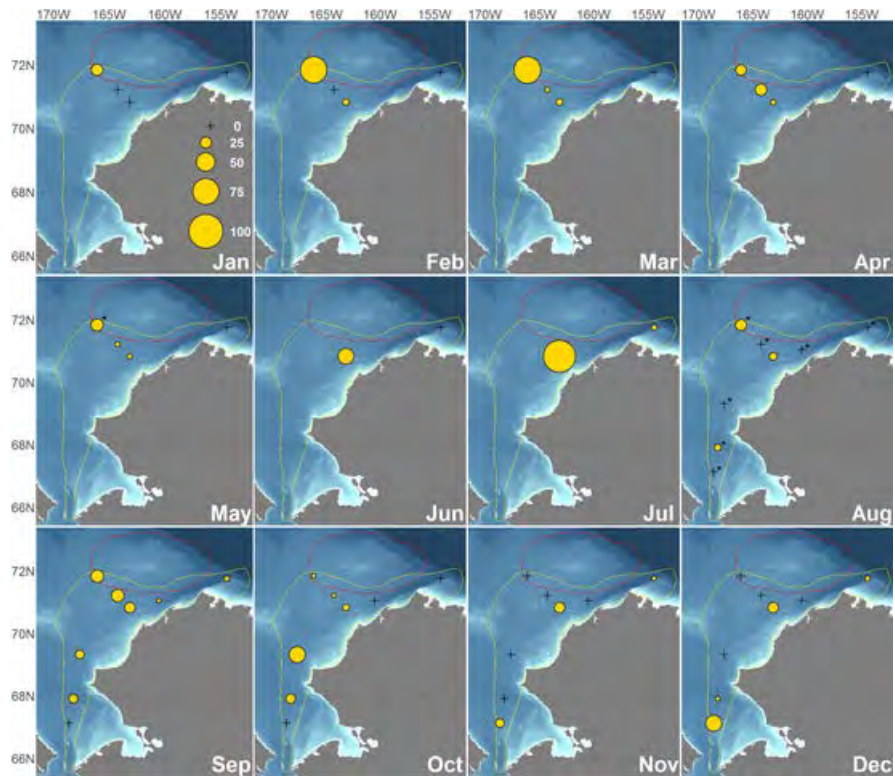 170W 165W 160W 155W 170W 165W 160W 155W 170W 165W 160W 155W 170W 165W 160W 155W
72N
70N
68N
66N
0
25
50
75
100
Jan Feb Mar Apr
72N
70N
68N
66N
May Jun Jul Aug
72N
70N
68N
66N
Sep Oct Nov Dec